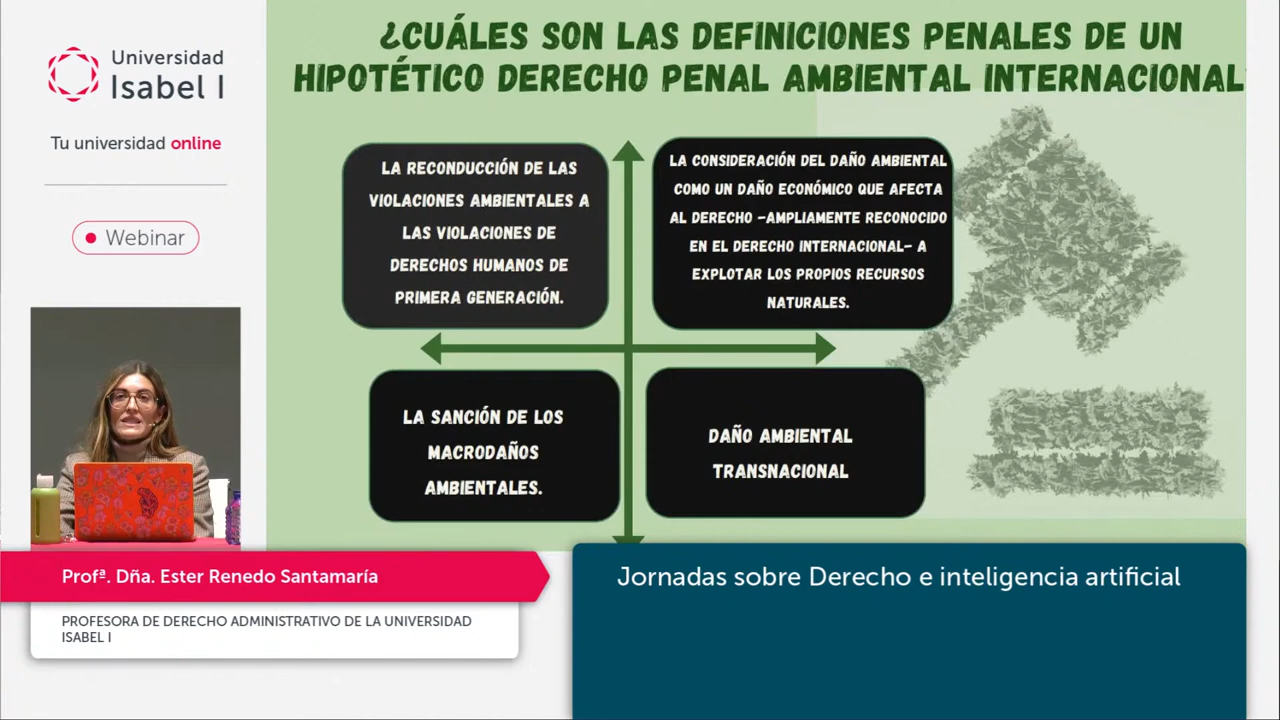 Universidad
Isabel I
Tu universidad online
Webinar
¿CUÁLES SON LAS DEFINICIONES PENALES DE UN
HIPOTÉTICO DERECHO PENAL AMBIENTAL INTERNACIONAL
LA RECONDUCCIÓN DE LAS
VIOLACIONES AMBIENTALES A
LAS VIOLACIONES DE
DERECHOS HUMANOS DE
PRIMERA GENERACIÓN.
LA CONSIDERACIÓN DEL DAÑO AMBIENTAL
COMO UN DAÑO ECONÓMICO QUE AFECTA
AL DERECHO -AMPLIAMENTE RECONOCIDO
EN EL DERECHO INTERNACIONAL- A
EXPLOTAR LOS PROPIOS RECURSOS
NATURALES.
LA SANCIÓN DE LOS
MACRODAÑOS
AMBIENTALES.
DAÑO AMBIENTAL
TRANSNACIONAL
Profª. Dña. Ester Renedo Santamaría
PROFESORA DE DERECHO ADMINISTRATIVO DE LA UNIVERSIDAD
ISABEL I
Jornadas sobre Derecho e inteligencia artificial